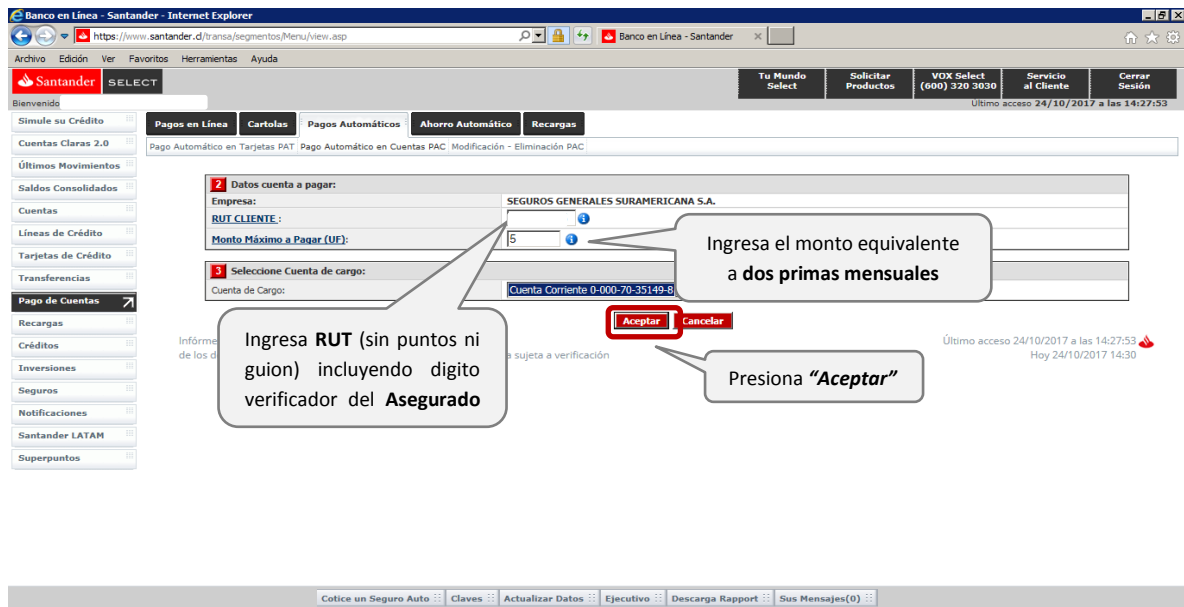 Banco en Línea - Santander - Internet Explorer
https://www.santander.cl/transa/segmentos/Menu/view.asp
Banco en Línea - Santander
Archivo Edición Ver Favoritos Herramientas Ayuda
Santander SELECT
Tu Mundo Select
Solicitar Productos
VOX Select (600) 320 3030
Servicio al Cliente
Cerrar Sesión
Bienvenido
Último acceso 24/10/2017 a las 14:27:53
Simule su Crédito
Cuentas Claras 2.0
Últimos Movimientos
Saldos Consolidados
Cuentas
Líneas de Crédito
Tarjetas de Crédito
Transferencias
Pago de Cuentas
Recargas
Créditos
Inversiones
Seguros
Notificaciones
Santander LATAM
Superpuntos
Pagos en Línea Cartolas Pagos Automáticos Ahorro Automático Recargas
Pago Automático en Tarjetas PAT Pago Automático en Cuentas PAC Modificación - Eliminación PAC
2 Datos cuenta a pagar:
Empresa: SEGUROS GENERALES SURAMERICANA S.A.
RUT CLIENTE :
Monto Máximo a Pagar (UF): 5
Ingresa el monto equivalente
a dos primas mensuales
3 Seleccione Cuenta de cargo:
Cuenta de Cargo: Cuenta Corriente 0-000-70-35149-8
Aceptar Cancelar
Ingresa RUT (sin puntos ni
guion) incluyendo digito
verificador del Asegurado
Presiona “Aceptar”
Infórme
de los d
a sujeta a verificación
Último acceso 24/10/2017 a las 14:27:53
Hoy 24/10/2017 14:30
Cotice un Seguro Auto Claves Actualizar Datos Ejecutivo Descarga Rapport Sus Mensajes(0)